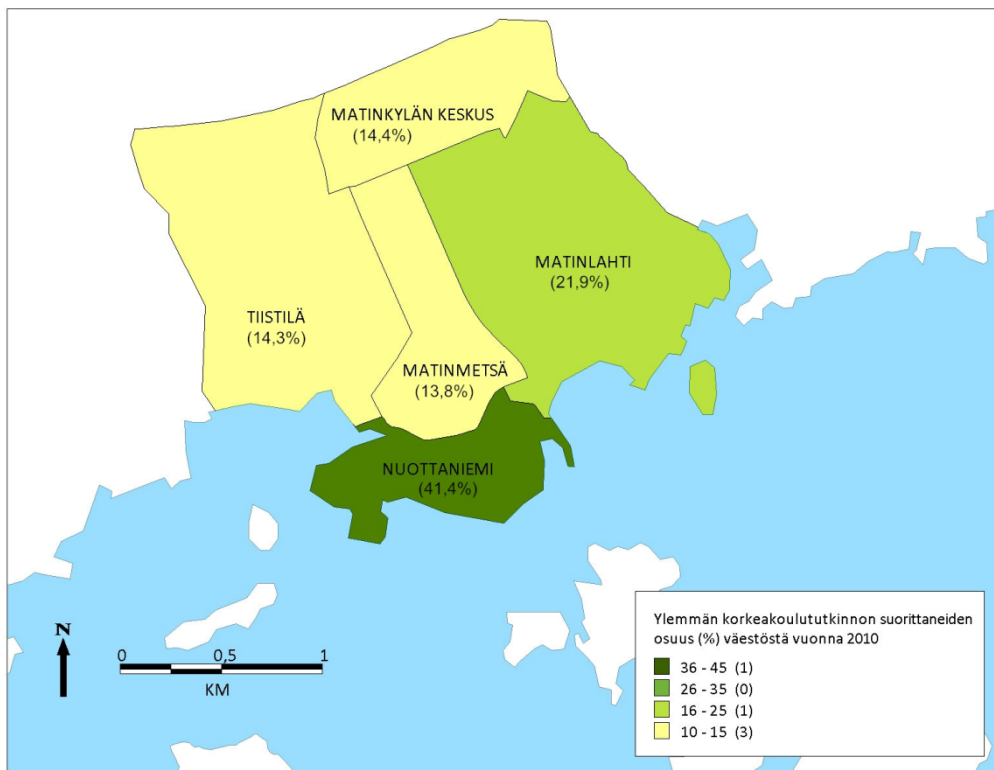 MATINKYLÄN KESKUS
(14,4%)
MATINLAHTI
(21,9%)
TIISTILÄ
(14,3%)
MATINMETSÄ
(13,8%)
NUOTTANIEMI
(41,4%)
N
0 0,5 1
KM
Ylemmän korkeakoulututkinnon suorittaneiden
osuus (%) väestöstä vuonna 2010
36 - 45 (1)
26 - 35 (0)
16 - 25 (1)
10 - 15 (3)